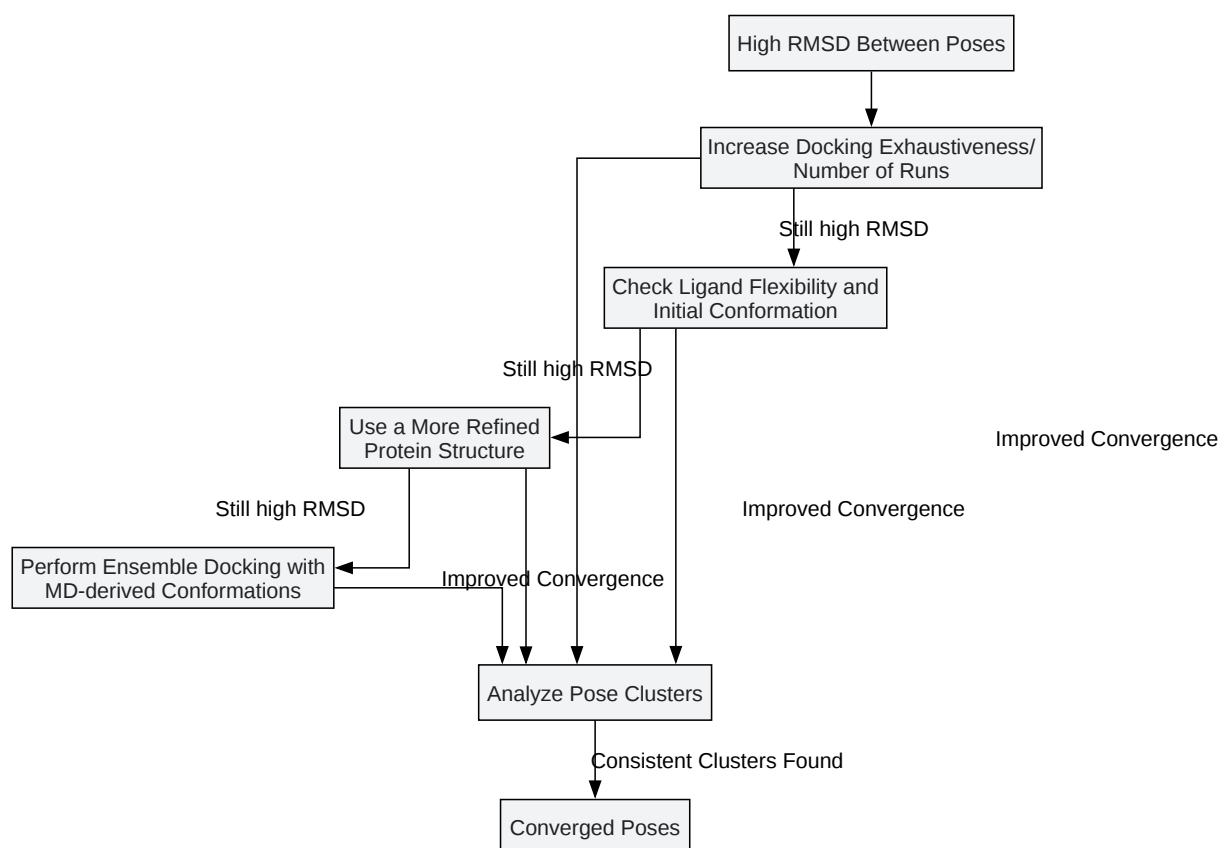 High RMSD Between Poses
Increase Docking Exhaustiveness/
Number of Runs
Still high RMSD
Check Ligand Flexibility and
Initial Conformation
Still high RMSD
Use a More Refined
Protein Structure
Improved Convergence
Still high RMSD
Improved Convergence
Perform Ensemble Docking with
MD-derived Conformations
Improved Convergence
Analyze Pose Clusters
Consistent Clusters Found
Converged Poses